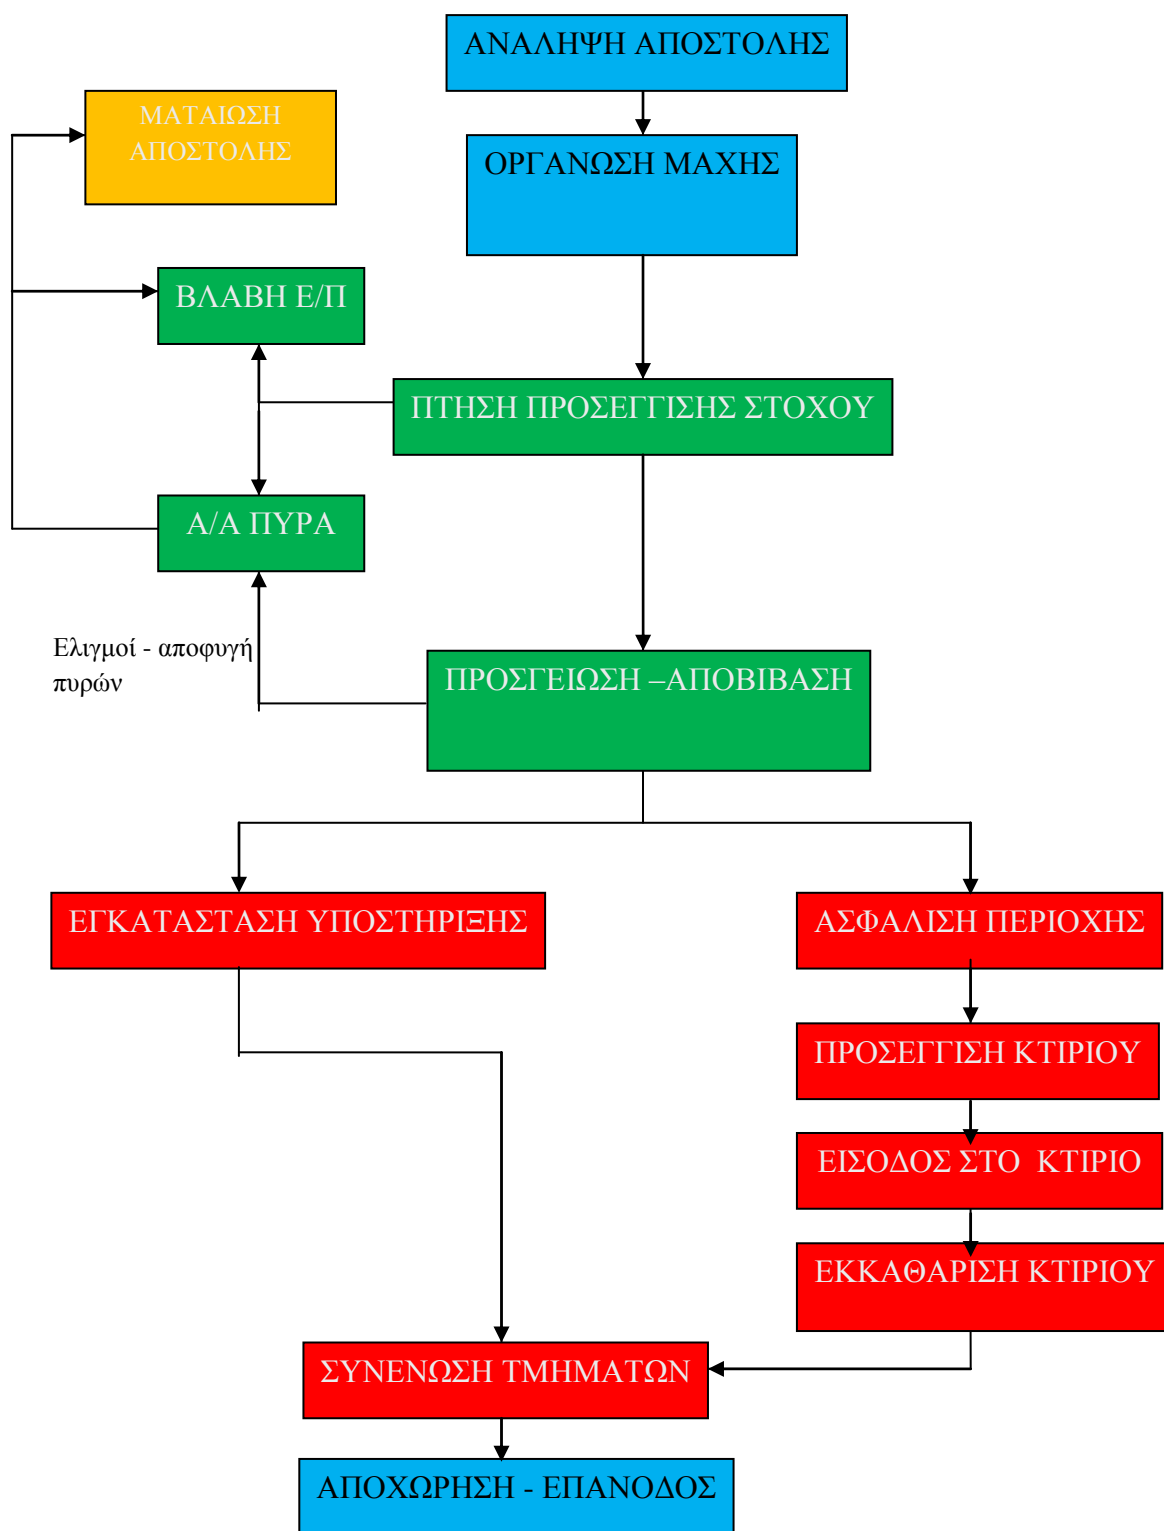 ΑΝΑΛΗΨΗ ΑΠΟΣΤΟΛΗΣ
ΜΑΤΑΙΩΣΗ
ΑΠΟΣΤΟΛΗΣ
ΟΡΓΑΝΩΣΗ ΜΑΧΗΣ
ΒΛΑΒΗ Ε/Π
ΠΤΗΣΗ ΠΡΟΣΕΓΓΙΣΗΣ ΣΤΟΧΟΥ
Α/Α ΠΥΡΑ
Ελιγμοί - αποφυγή
πυρών
ΠΡΟΣΓΕΙΩΣΗ –ΑΠΟΒΙΒΑΣΗ
ΕΓΚΑΤΑΣΤΑΣΗ ΥΠΟΣΤΗΡΙΞΗΣ
ΑΣΦΑΛΙΣΗ ΠΕΡΙΟΧΗΣ
ΠΡΟΣΕΓΓΙΣΗ ΚΤΙΡΙΟΥ
ΕΙΣΟΔΟΣ ΣΤΟ  ΚΤΙΡΙΟ
ΕΚΚΑΘΑΡΙΣΗ ΚΤΙΡΙΟΥ
ΣΥΝΕΝΩΣΗ ΤΜΗΜΑΤΩΝ
ΑΠΟΧΩΡΗΣΗ - ΕΠΑΝΟΔΟΣ